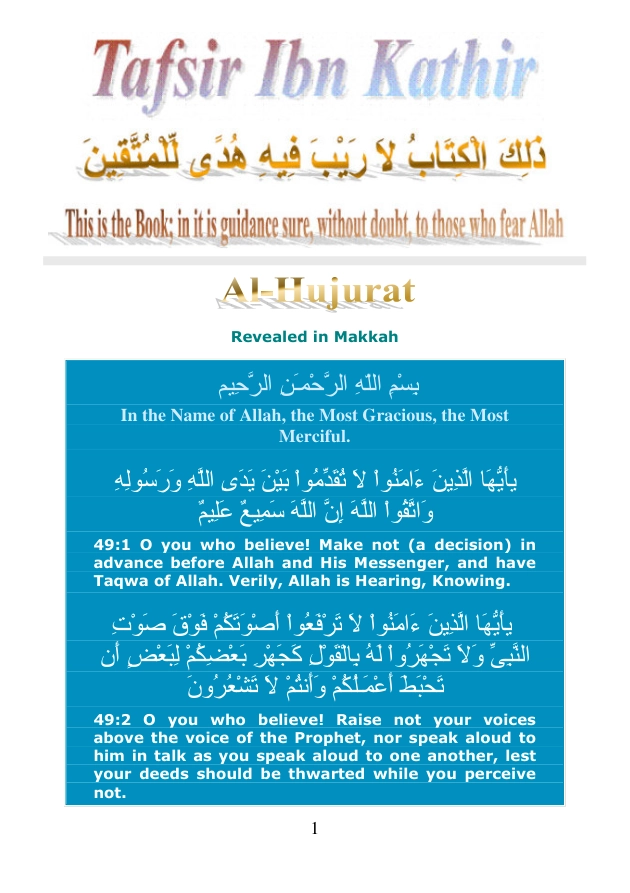 Tafsir Ibn Kathir
ذَلِكَ الْكِتَابُ لاَ رَيْبَ فِيهِ هُدًى لِّلْمُتَّقِينَ
This is the Book; in it is guidance sure, without doubt, to those who fear Allah
Al-Hujurat
Revealed in Makkah
بِسْمِ اللَّهِ الرَّحْمَـنِ الرَّحِيمِ
In the Name of Allah, the Most Gracious, the Most
Merciful.
يأَيُّهَا الَّذِينَ ءَامَنُواْ لاَ تُقَدِّمُواْ بَيْنَ يَدَىِ اللَّهِ وَرَسُولِهِ
وَاتَّقُواْ اللَّهَ إِنَّ اللَّهَ سَمِيعٌ عَلِيمٌ
49:1 O you who believe! Make not (a decision) in
advance before Allah and His Messenger, and have
Taqwa of Allah. Verily, Allah is Hearing, Knowing.
يأَيُّهَا الَّذِينَ ءَامَنُواْ لاَ تَرْفَعُواْ أَصْوَتَكُمْ فَوْقَ صَوْتِ
النَّبِىِّ وَلاَ تَجْهَرُواْ لَهُ بِالْقَوْلِ كَجَهْرِ بَعْضِكُمْ لِبَعْضٍ أَن
تَحْبَطَ أَعْمَـلُكُمْ وَأَنتُمْ لاَ تَشْعُرُونَ
49:2 O you who believe! Raise not your voices
above the voice of the Prophet, nor speak aloud to
him in talk as you speak aloud to one another, lest
your deeds should be thwarted while you perceive
not.
1